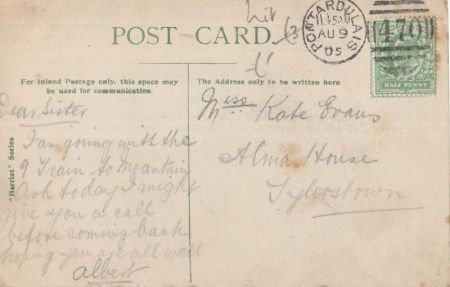 POST CARD.
PONTARDULAIS
11.45AM
AU 9
05
470
HALF PENNY
For Inland Postage only, this space may
be used for communication.
The Address only to be written here
"Harriet" Series
Dear Sister
I am going with the
9 Train to Mountain
Ash today I might
give you a call
before coming back
hoping you are all well
Albert
Miss Kate Evans
Alma House
Tylorstown